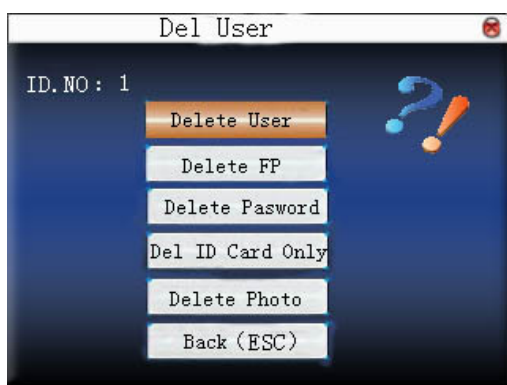 Del User
ID.NO: 1
Delete User
Delete FP
Delete Pasword
Del ID Card Only
Delete Photo
Back (ESC)